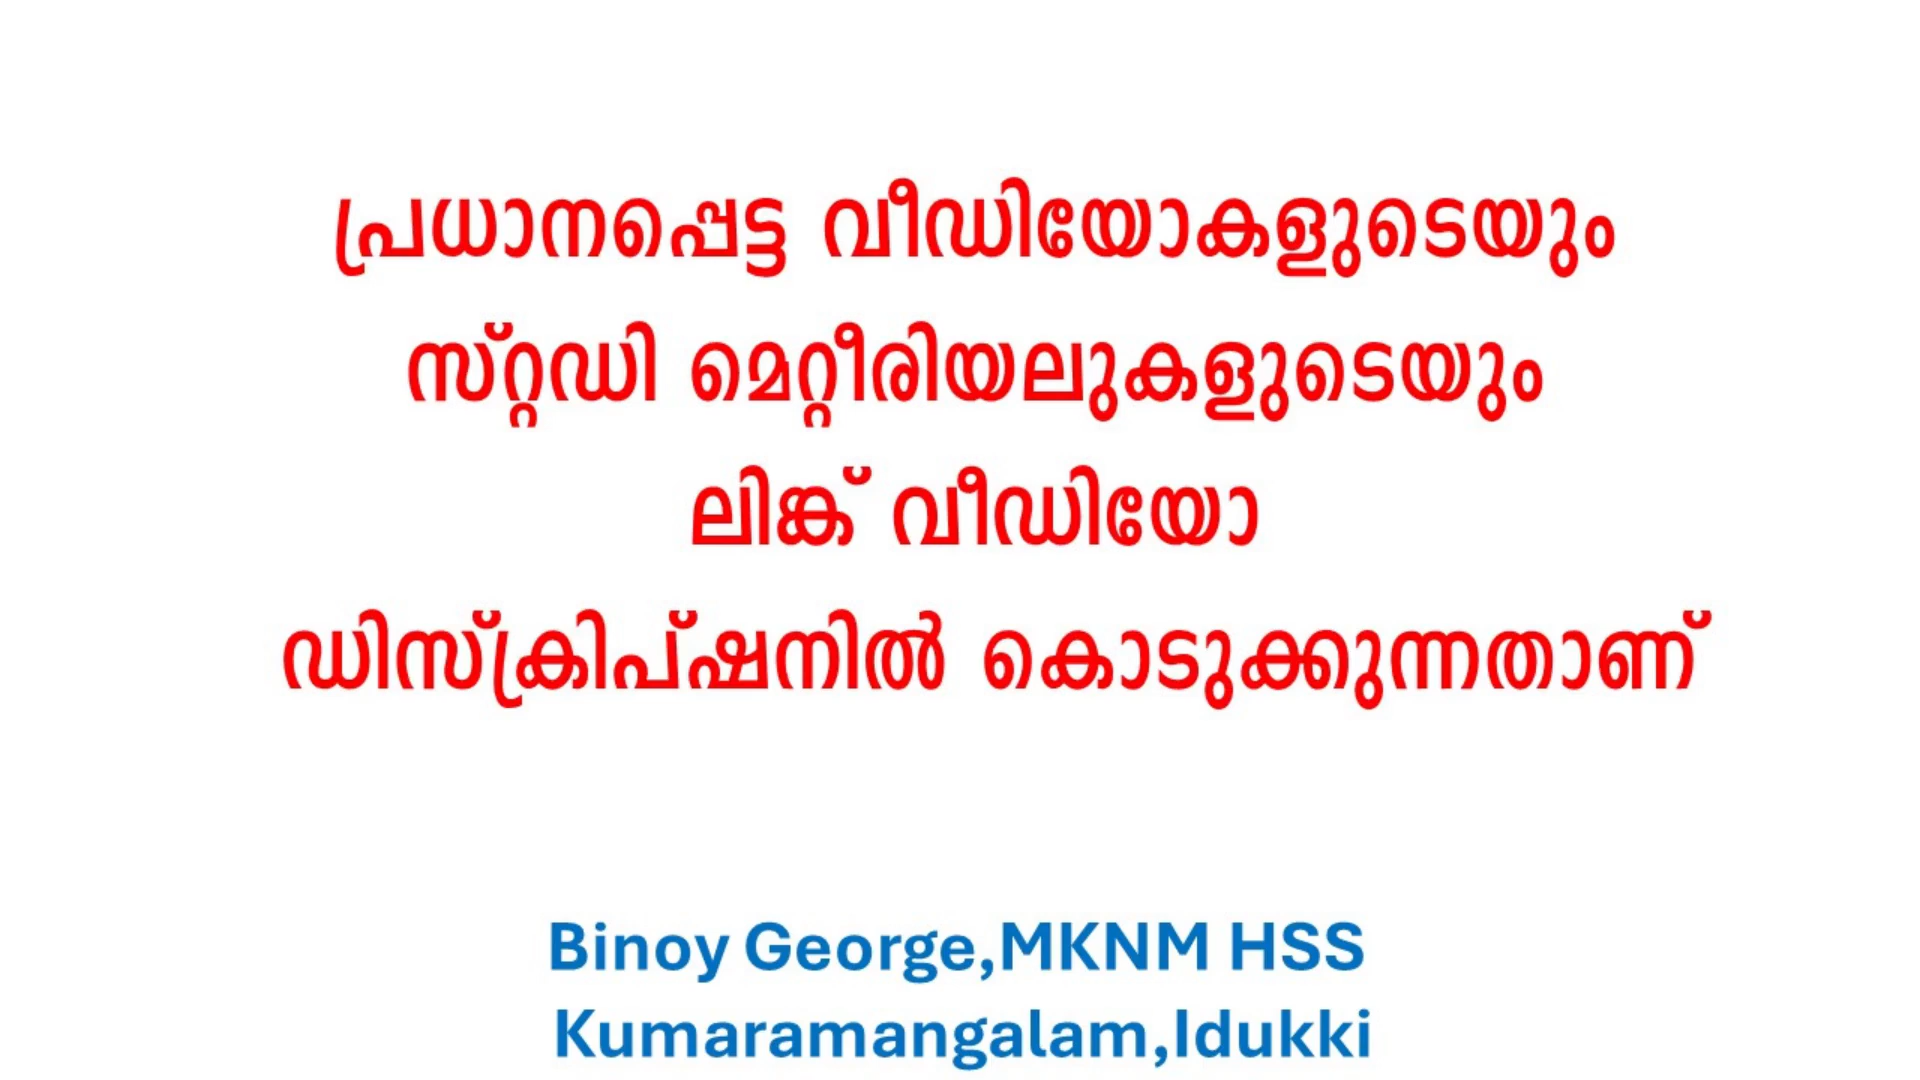 പ്രധാനപ്പെട്ട വീഡിയോകളുടെയും
സ്റ്റഡി മെറ്റീരിയലുകളുടെയും
ലിങ്ക് വീഡിയോ
ഡിസ്ക്രിപ്ഷനിൽ കൊടുക്കുന്നതാണ്
Binoy George,MKNM HSS
Kumaramangalam,Idukki